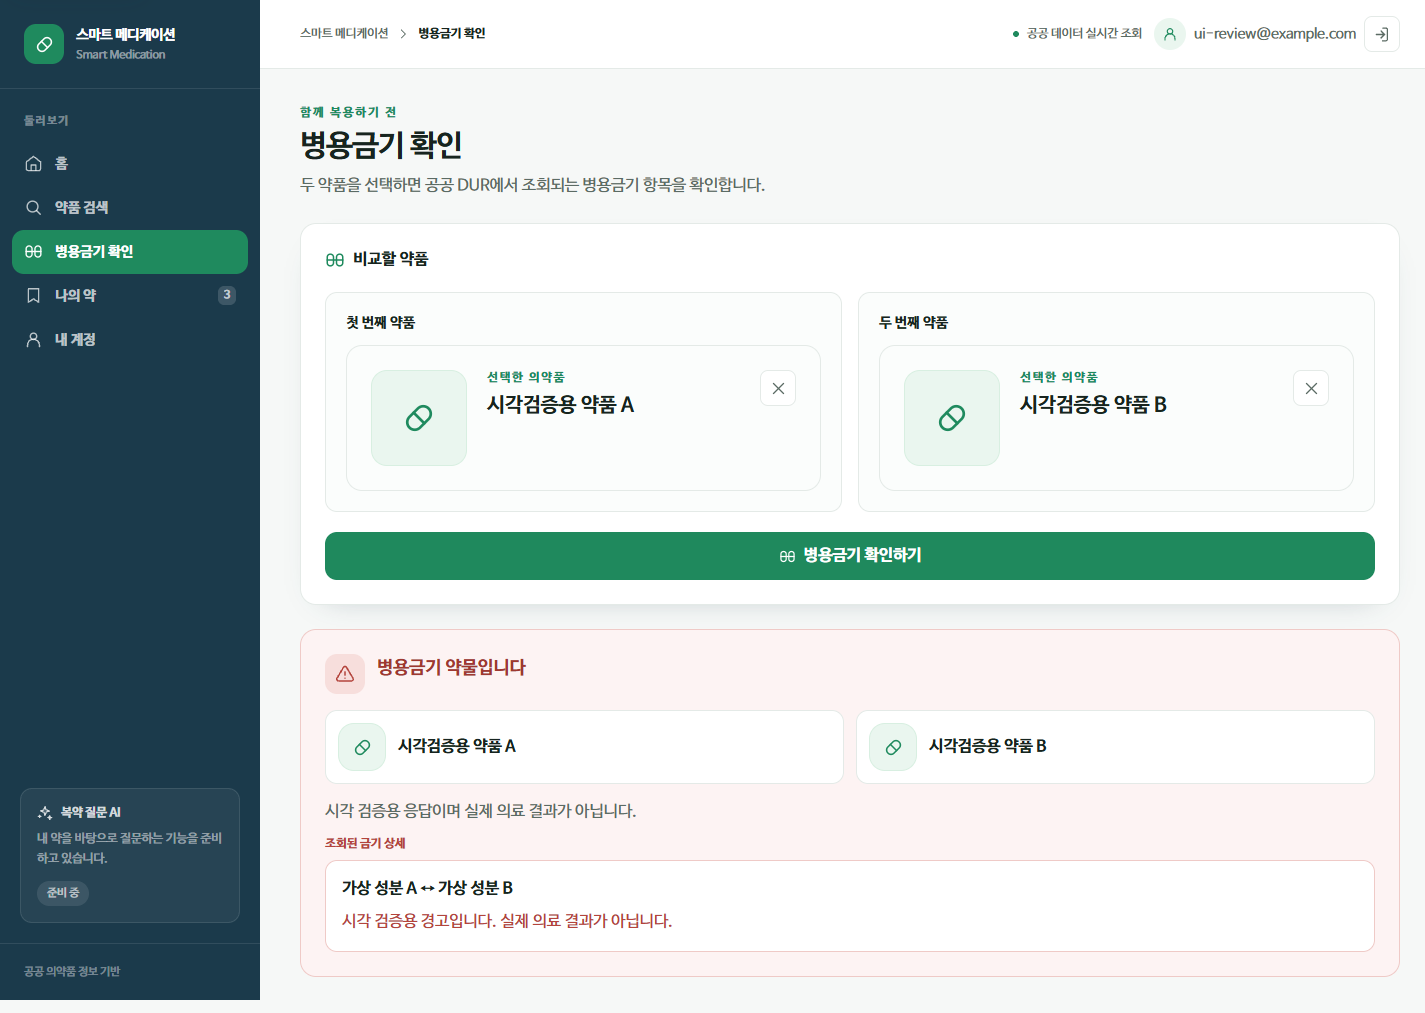 스마트 메디케이션
Smart Medication
둘러보기
홈
약품 검색
병용금기 확인
나의 약
3
내 계정
복약 질문 AI
내 약을 바탕으로 질문하는 기능을 준비
하고 있습니다.
준비 중
공공 의약품 정보 기반
스마트 메디케이션 > 병용금기 확인
공공 데이터 실시간 조회
ui-review@example.com
함께 복용하기 전
병용금기 확인
두 약품을 선택하면 공공 DUR에서 조회되는 병용금기 항목을 확인합니다.
비교할 약품
첫 번째 약품
선택한 의약품
시각검증용 약품 A
두 번째 약품
선택한 의약품
시각검증용 약품 B
병용금기 확인하기
병용금기 약물입니다
시각검증용 약품 A
시각검증용 약품 B
시각 검증용 응답이며 실제 의료 결과가 아닙니다.
조회된 금기 상세
가상 성분 A ↔ 가상 성분 B
시각 검증용 경고입니다. 실제 의료 결과가 아닙니다.